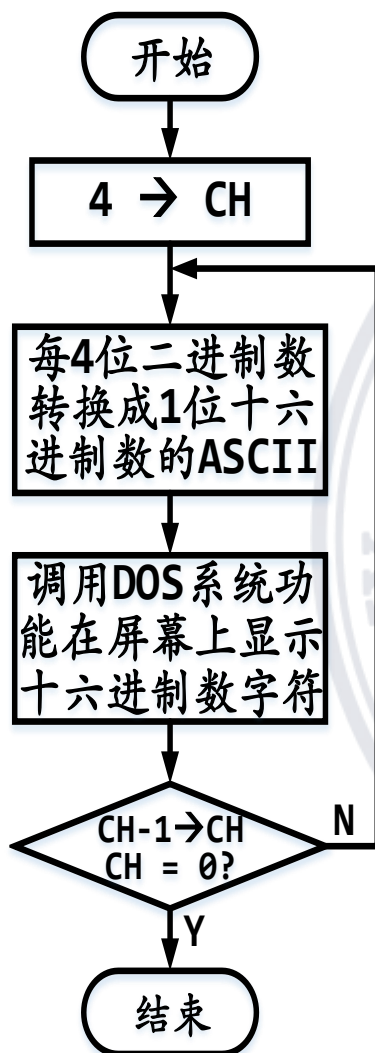 开始
4 → CH
每4位二进制数
转换成1位十六
进制数的ASCII
调用DOS系统功
能在屏幕上显示
十六进制数字符
CH-1→CH
CH = 0?
N
Y
结束